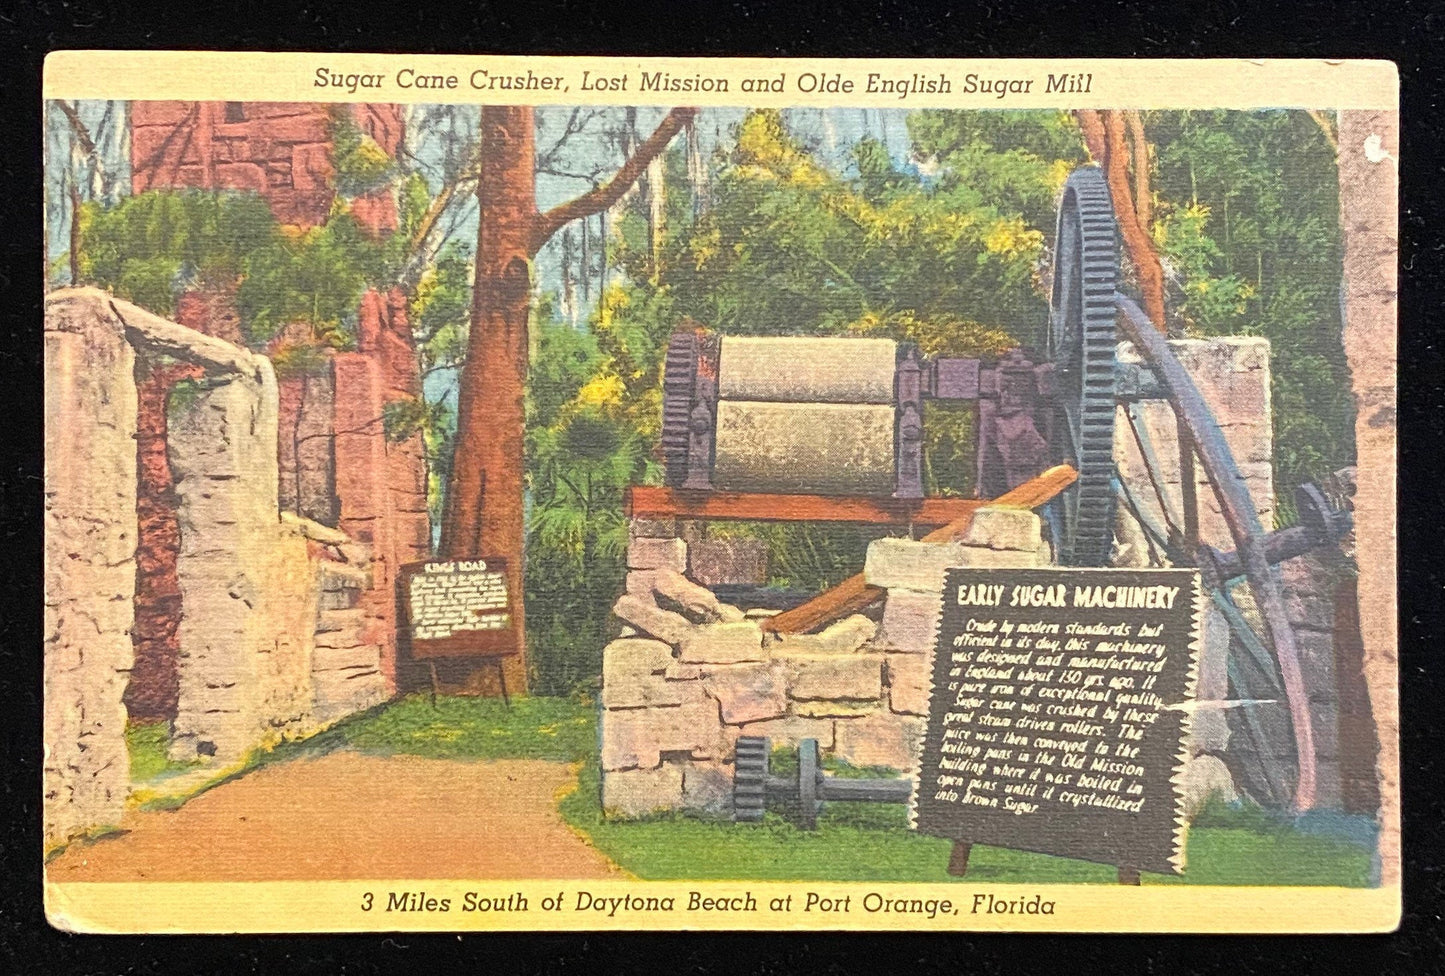 Sugar Cane Crusher, Lost Mission and Olde English Sugar Mill
KINGS ROAD
EARLY SUGAR MACHINERY
Crude by modern standards but
efficient in its day, this machinery
was designed and manufactured
in England about 150 yrs ago. It
is pure iron of exceptional quality
Sugar cane was crushed by these
great steam driven rollers. The
juice was then conveyed to the
boiling pans in the Old Mission
building where it was boiled in
open pans until it crystallized
into Brown Sugar
3 Miles South of Daytona Beach at Port Orange, Florida